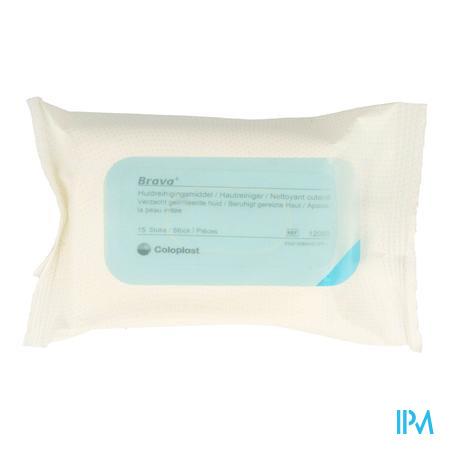 Brava®
Huidreinigingsmiddel / Hautreiniger / Nettoyant cutané
Verzacht geïrriteerde huid / Beruhigt gereizte Haut / Apaise
la peau irritée
15 Stuks / Stück / Pièces
REF
Coloplast
IPM